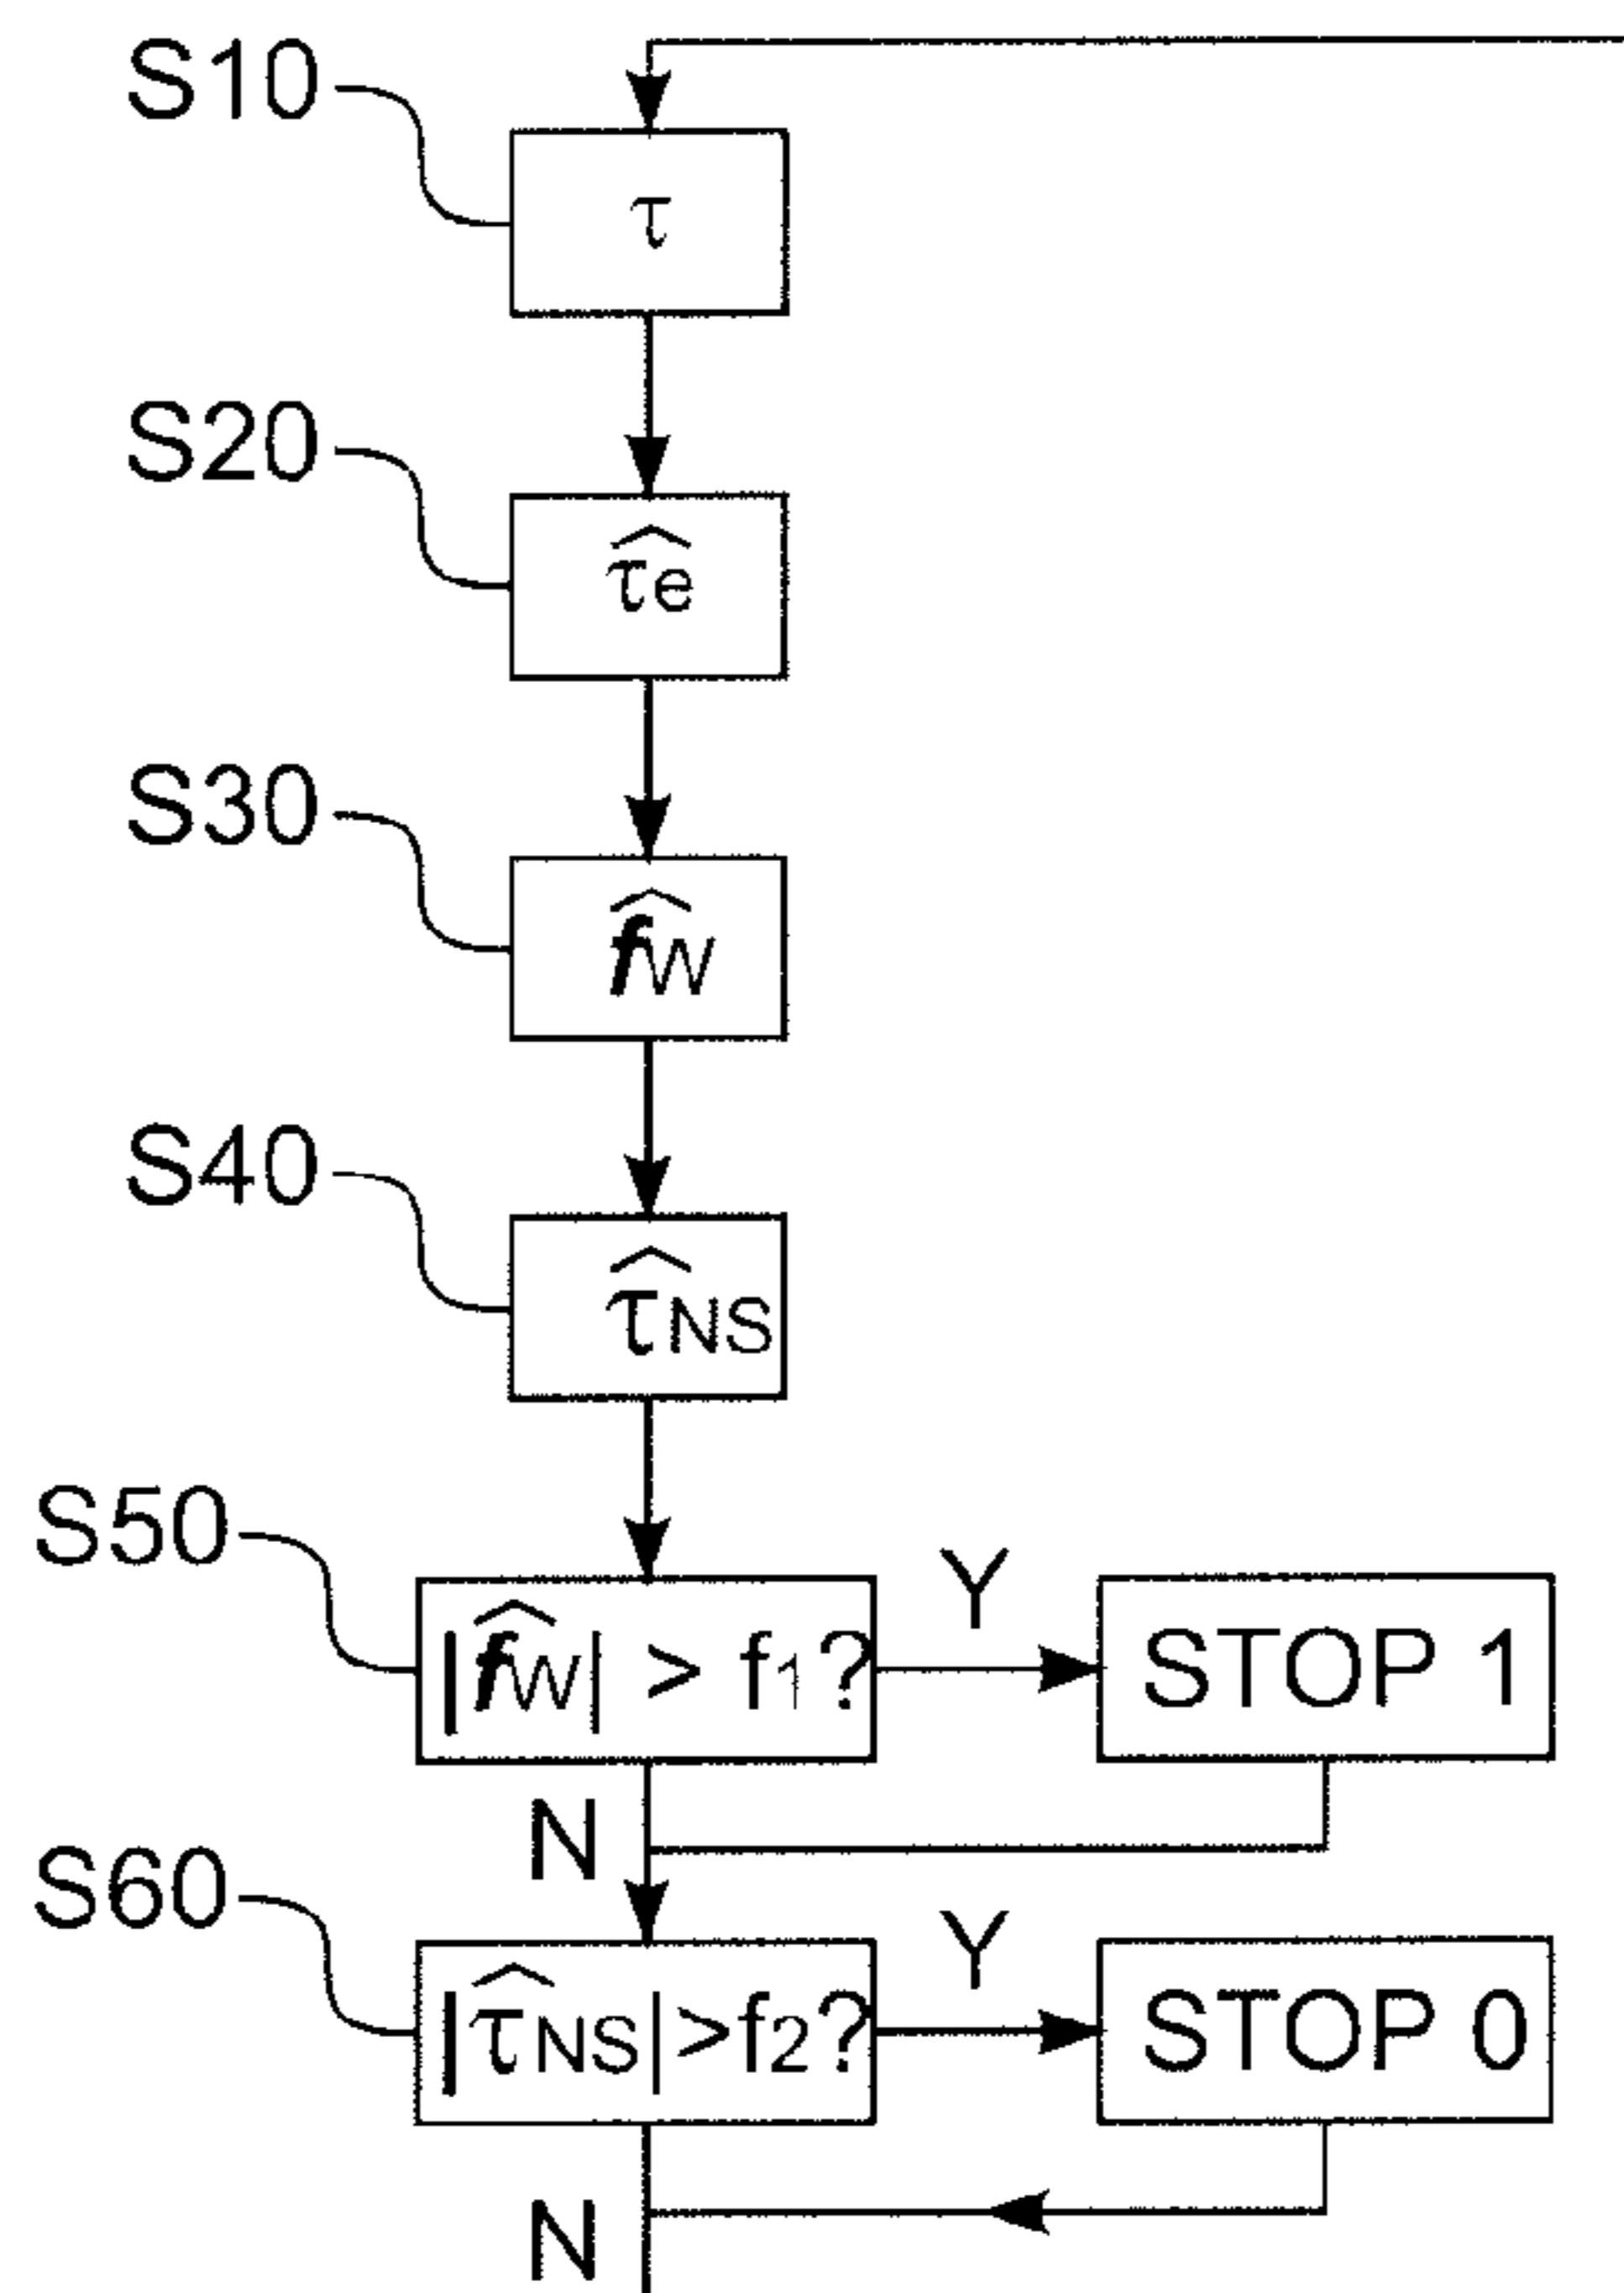 S10
τ
S20
τ̂e
S30
f̂W
S40
τ̂NS
S50
|f̂W| > f1?
Y
STOP 1
N
S60
|τ̂NS|>f2?
Y
STOP 0
N